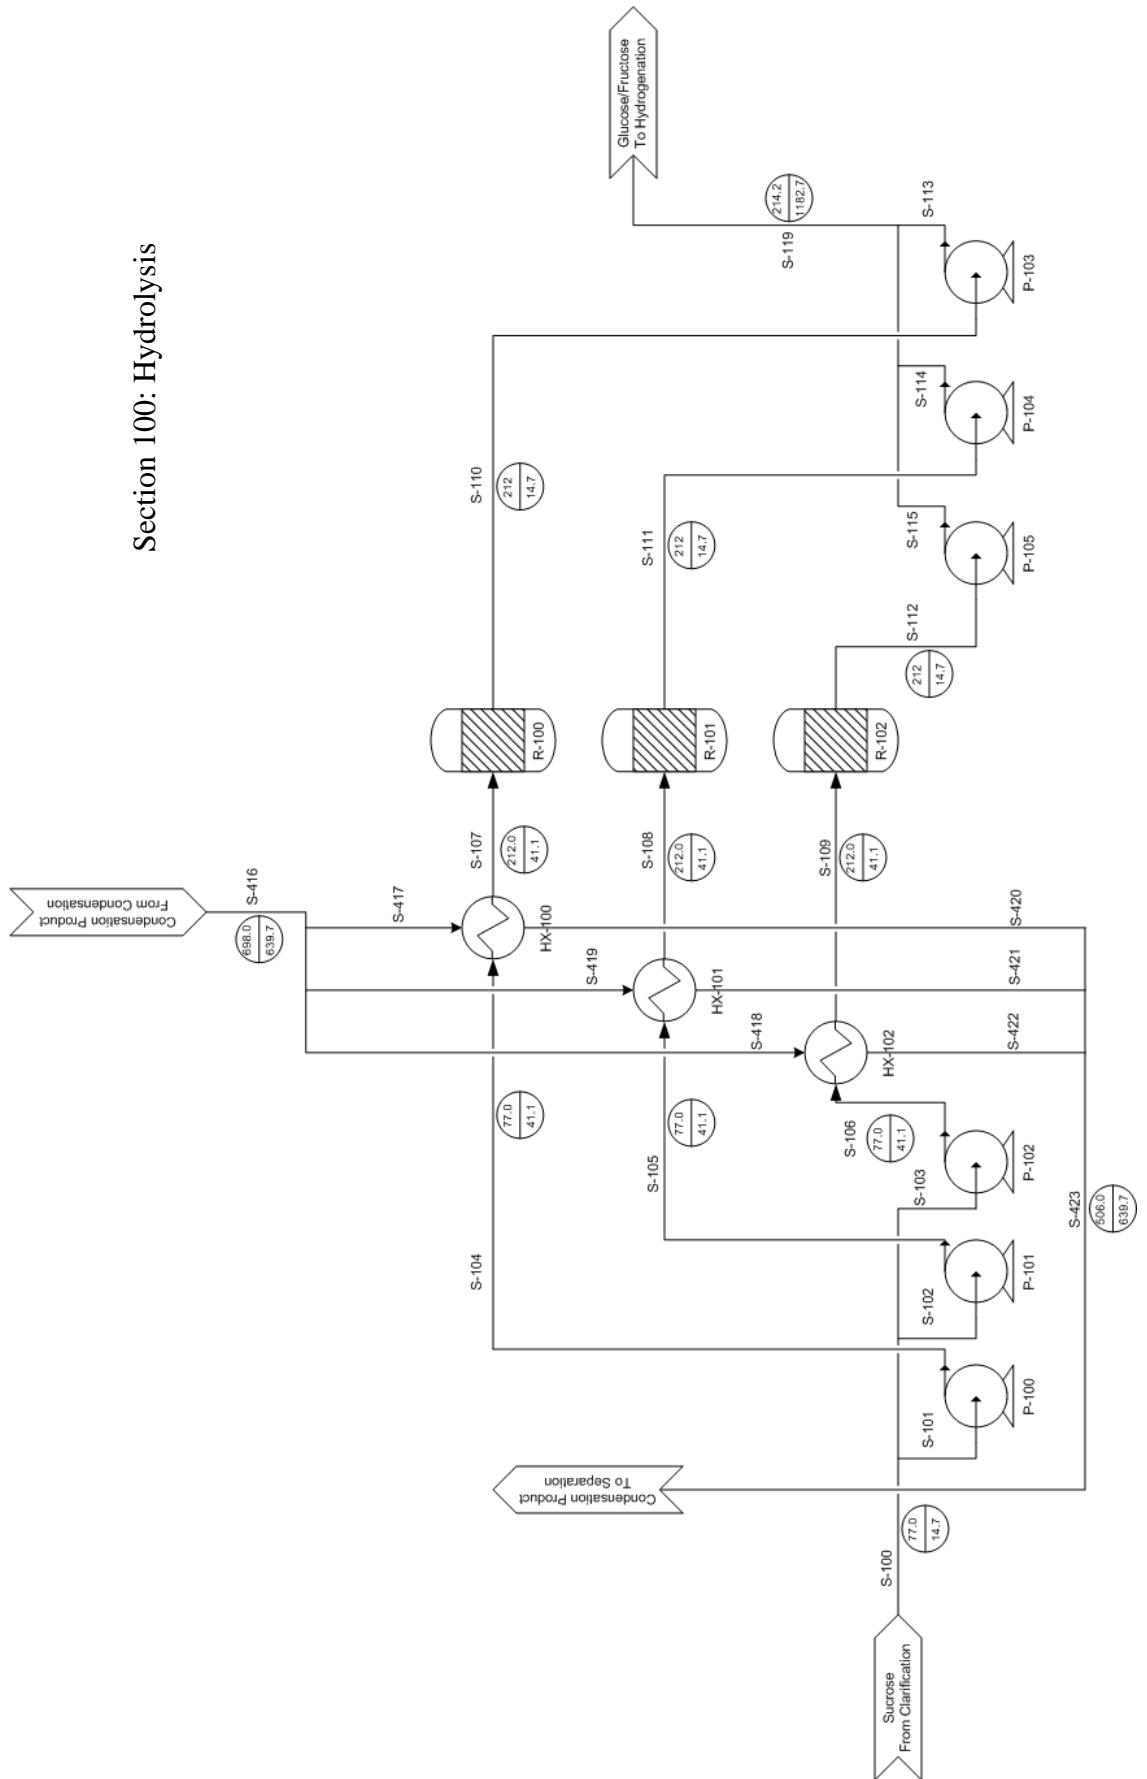 Section 100: Hydrolysis
Condensation Product
From Condensation
S-416
698.0
639.7
S-417
S-419
S-418
Glucose/Fructose
To Hydrogenation
214.2
1182.7
S-119
S-113
P-103
S-114
P-104
S-115
P-105
S-110
212
14.7
S-111
212
14.7
S-112
212
14.7
R-100
R-101
R-102
S-107
212.0
41.1
S-108
212.0
41.1
S-109
212.0
41.1
HX-100
HX-101
HX-102
S-420
S-421
S-422
77.0
41.1
77.0
41.1
S-106
77.0
41.1
S-104
S-105
S-103
P-102
S-102
P-101
S-101
P-100
S-423
506.0
639.7
Condensation Product
To Separation
S-100
77.0
14.7
Sucrose
From Clarification